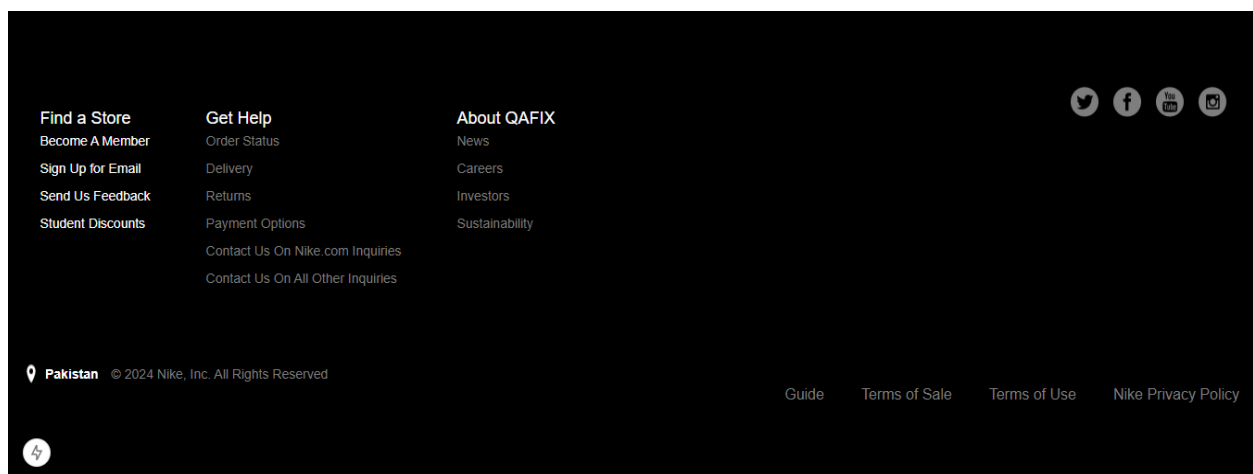 Find a Store
Become A Member
Sign Up for Email
Send Us Feedback
Student Discounts
Get Help
Order Status
Delivery
Returns
Payment Options
Contact Us On Nike.com Inquiries
Contact Us On All Other Inquiries
About QAFIX
News
Careers
Investors
Sustainability
You
Tube
Pakistan © 2024 Nike, Inc. All Rights Reserved
Guide Terms of Sale Terms of Use Nike Privacy Policy